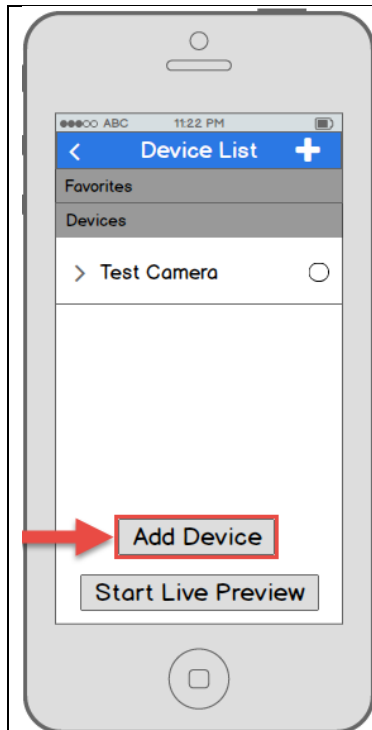 ABC 11:22 PM
Device List
Favorites
Devices
Test Camera
Add Device
Start Live Preview